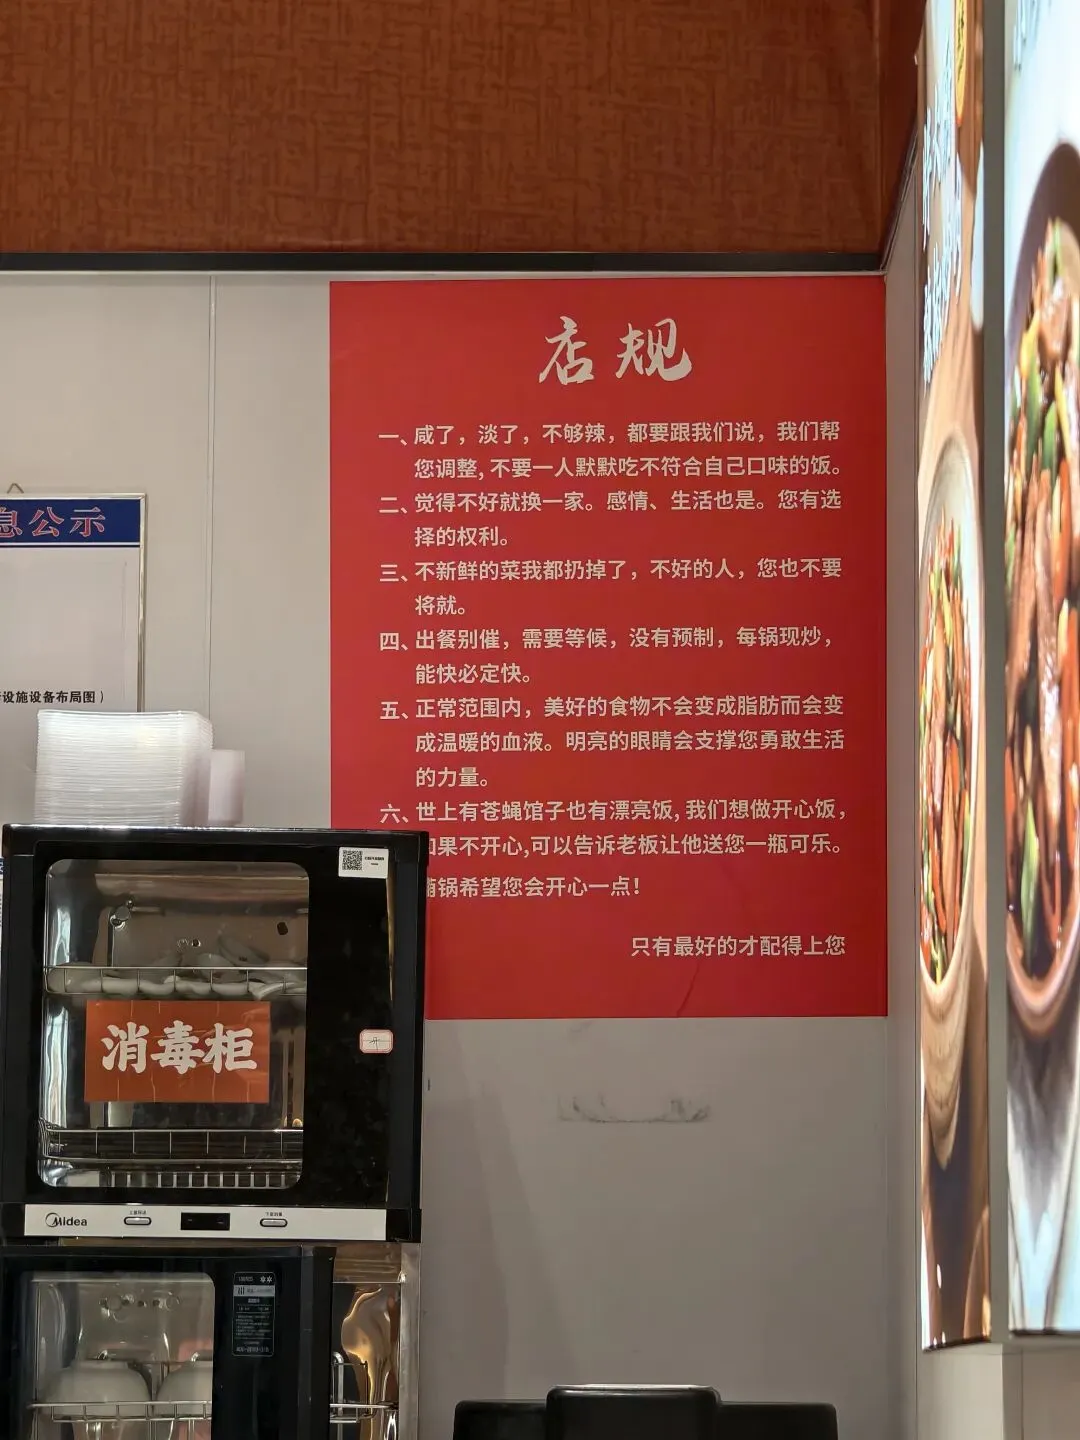 店规
一、咸了，淡了，不够辣，都要跟我们说，我们帮
您调整，不要一人默默吃不符合自己口味的饭。
二、觉得不好就换一家。感情、生活也是。您有选
择的权利。
三、不新鲜的菜我都扔掉了，不好的人，您也不要
将就。
四、出餐别催，需要等候，没有预制，每锅现炒，
能快必定快。
五、正常范围内，美好的食物不会变成脂肪而会变
成温暖的血液。明亮的眼睛会支撑您勇敢生活
的力量。
六、世上有苍蝇馆子也有漂亮饭，我们想做开心饭，
果不开心，可以告诉老板让他送您一瓶可乐。
锅希望您会开心一点！
只有最好的才配得上您
息公示
设施设备布局图）
消毒柜
Midea